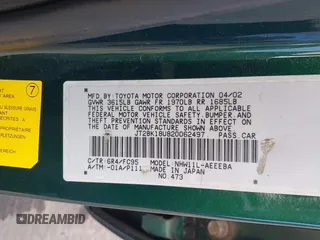 7
AREA
MFD BY:TOYOTA MOTOR CORPORATION 04/02
GVWR 3615LB GAWR FR 1970LB RR 1685LB
THIS VEHICLE CONFORMS TO ALL APPLICABLE
FEDERAL MOTOR VEHICLE SAFETY,BUMPER,AND
THEFT PREVENTION STANDARDS IN EFFECT ON
THE DATE OF MANUFACTURE SHOWN ABOVE.
JT2BK18U820062497 PASS.CAR
C/TR 6R4/FC95 MODEL:NHW11L-AEEEBA
A/TM -01A/P111 MADE IN JAPAN
NO.473
DREAMBID